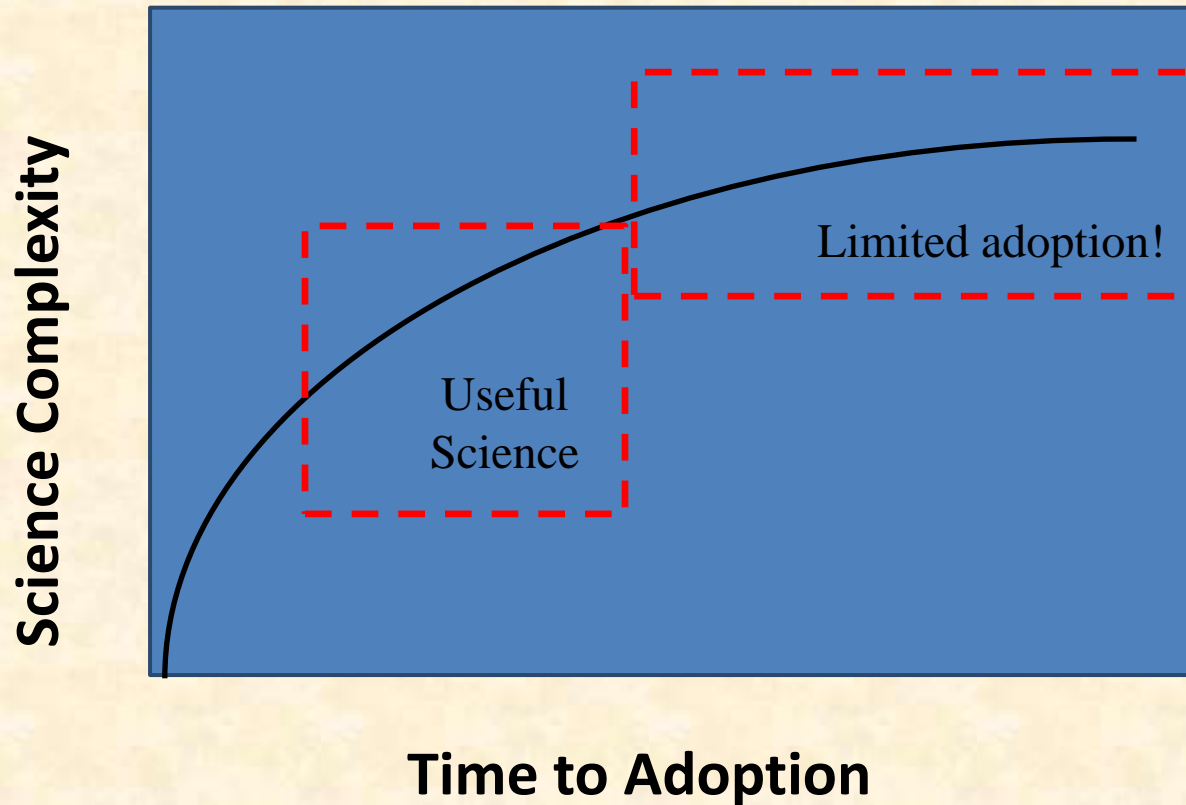 Science Complexity
Limited adoption!
Useful
Science
Time to Adoption